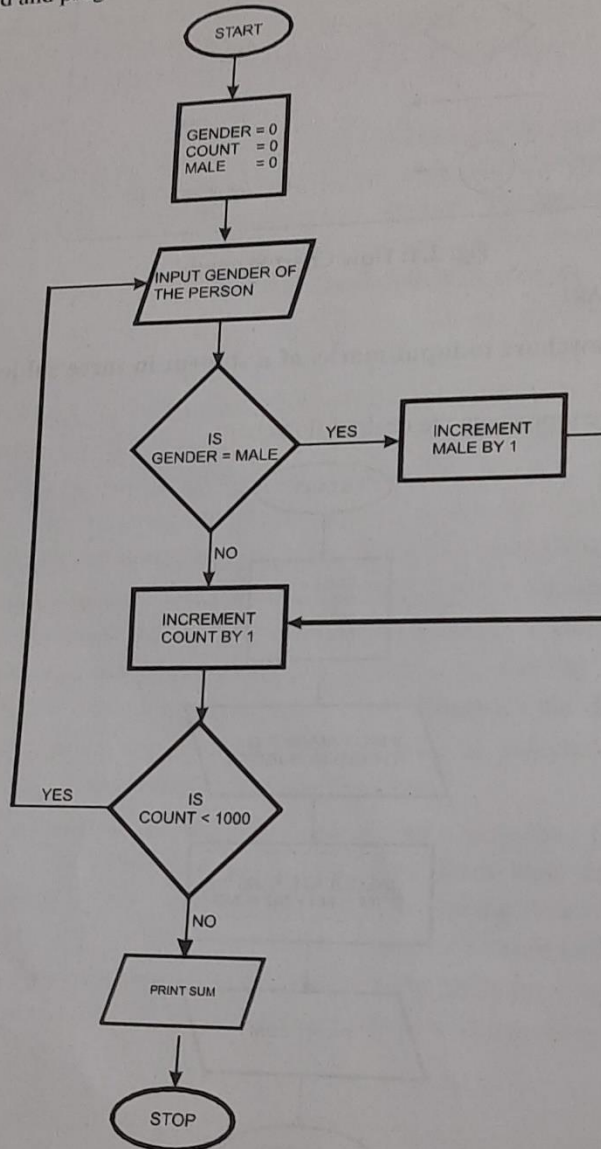 START
GENDER = 0
COUNT = 0
MALE = 0
INPUT GENDER OF
THE PERSON
IS
GENDER = MALE
YES
INCREMENT
MALE BY 1
NO
INCREMENT
COUNT BY 1
YES
IS
COUNT < 1000
NO
PRINT SUM
STOP